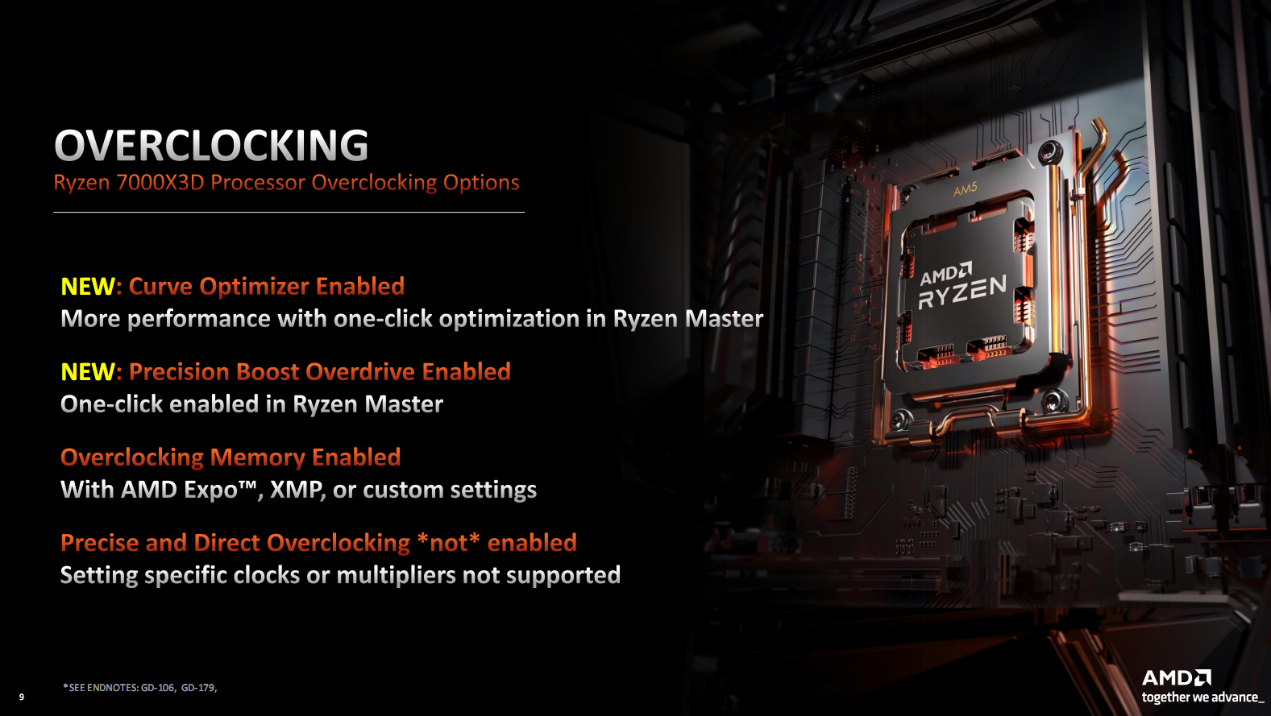 OVERCLOCKING
Ryzen 7000X3D Processor Overclocking Options
NEW: Curve Optimizer Enabled
More performance with one-click optimization in Ryzen Master
NEW: Precision Boost Overdrive Enabled
One-click enabled in Ryzen Master
Overclocking Memory Enabled
With AMD Expo™, XMP, or custom settings
Precise and Direct Overclocking *not* enabled
Setting specific clocks or multipliers not supported
AM5
AMD
RYZEN
*SEE ENDNOTES: GD-106, GD-179,
9
AMD
together we advance_